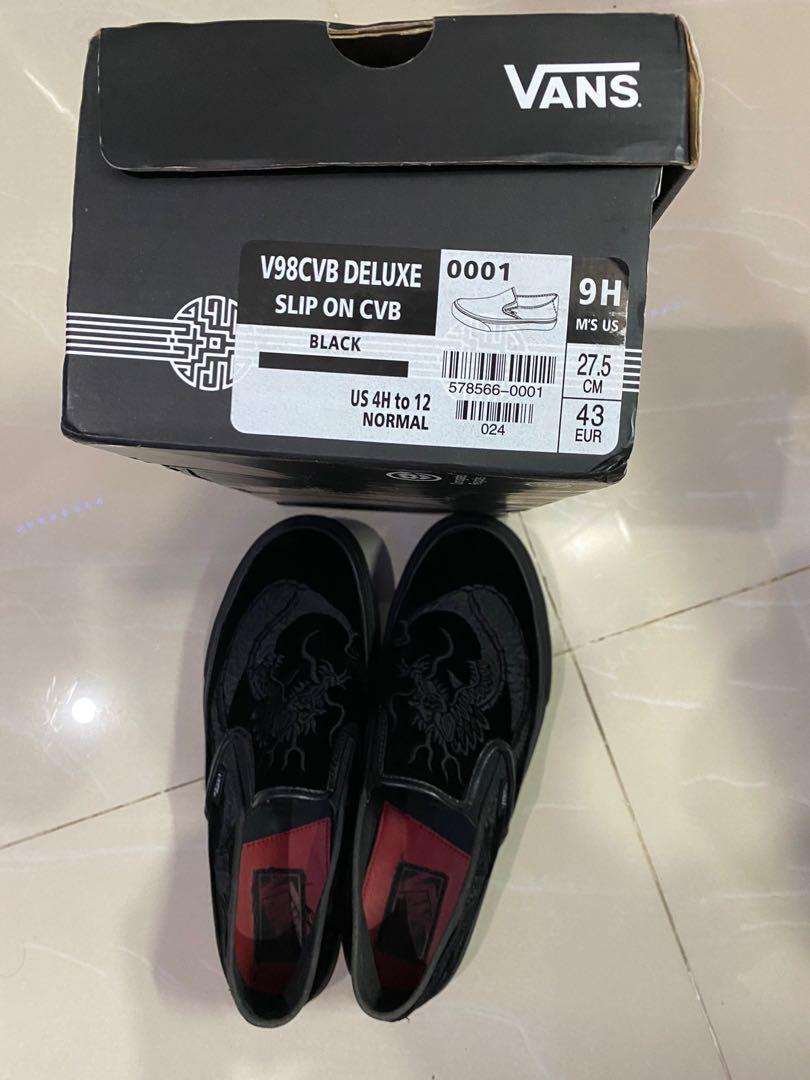 VANS
V98CVB DELUXE
SLIP ON CVB
BLACK
US 4H to 12
NORMAL
0001
578566-0001
024
9H
M'S US
27.5
CM
43
EUR